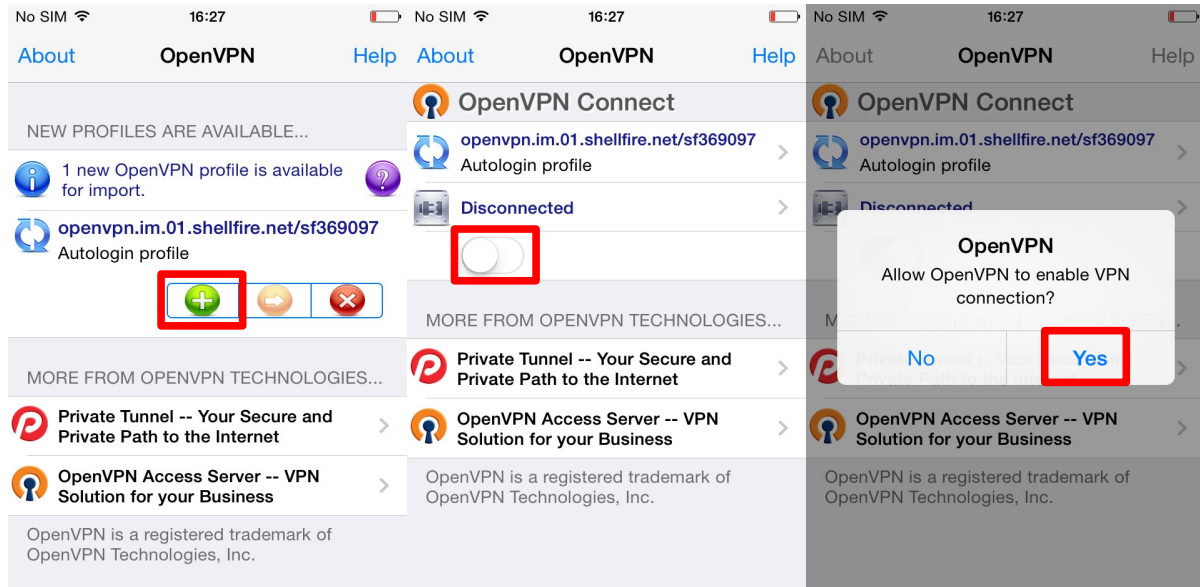 No SIM 16:27
About OpenVPN Help
NEW PROFILES ARE AVAILABLE...
1 new OpenVPN profile is available
for import.
openvpn.im.01.shellfire.net/sf369097
Autologin profile
MORE FROM OPENVPN TECHNOLOGIES...
Private Tunnel -- Your Secure and
Private Path to the Internet
OpenVPN Access Server -- VPN
Solution for your Business
OpenVPN is a registered trademark of
OpenVPN Technologies, Inc.
No SIM 16:27
About OpenVPN Help
OpenVPN Connect
openvpn.im.01.shellfire.net/sf369097
Autologin profile
Disconnected
MORE FROM OPENVPN TECHNOLOGIES...
Private Tunnel -- Your Secure and
Private Path to the Internet
OpenVPN Access Server -- VPN
Solution for your Business
OpenVPN is a registered trademark of
OpenVPN Technologies, Inc.
No SIM 16:27
About OpenVPN Help
OpenVPN Connect
openvpn.im.01.shellfire.net/sf369097
Autologin profile
Disconnected
OpenVPN
Allow OpenVPN to enable VPN
connection?
No Yes
OpenVPN Access Server -- VPN
Solution for your Business
OpenVPN is a registered trademark of
OpenVPN Technologies, Inc.